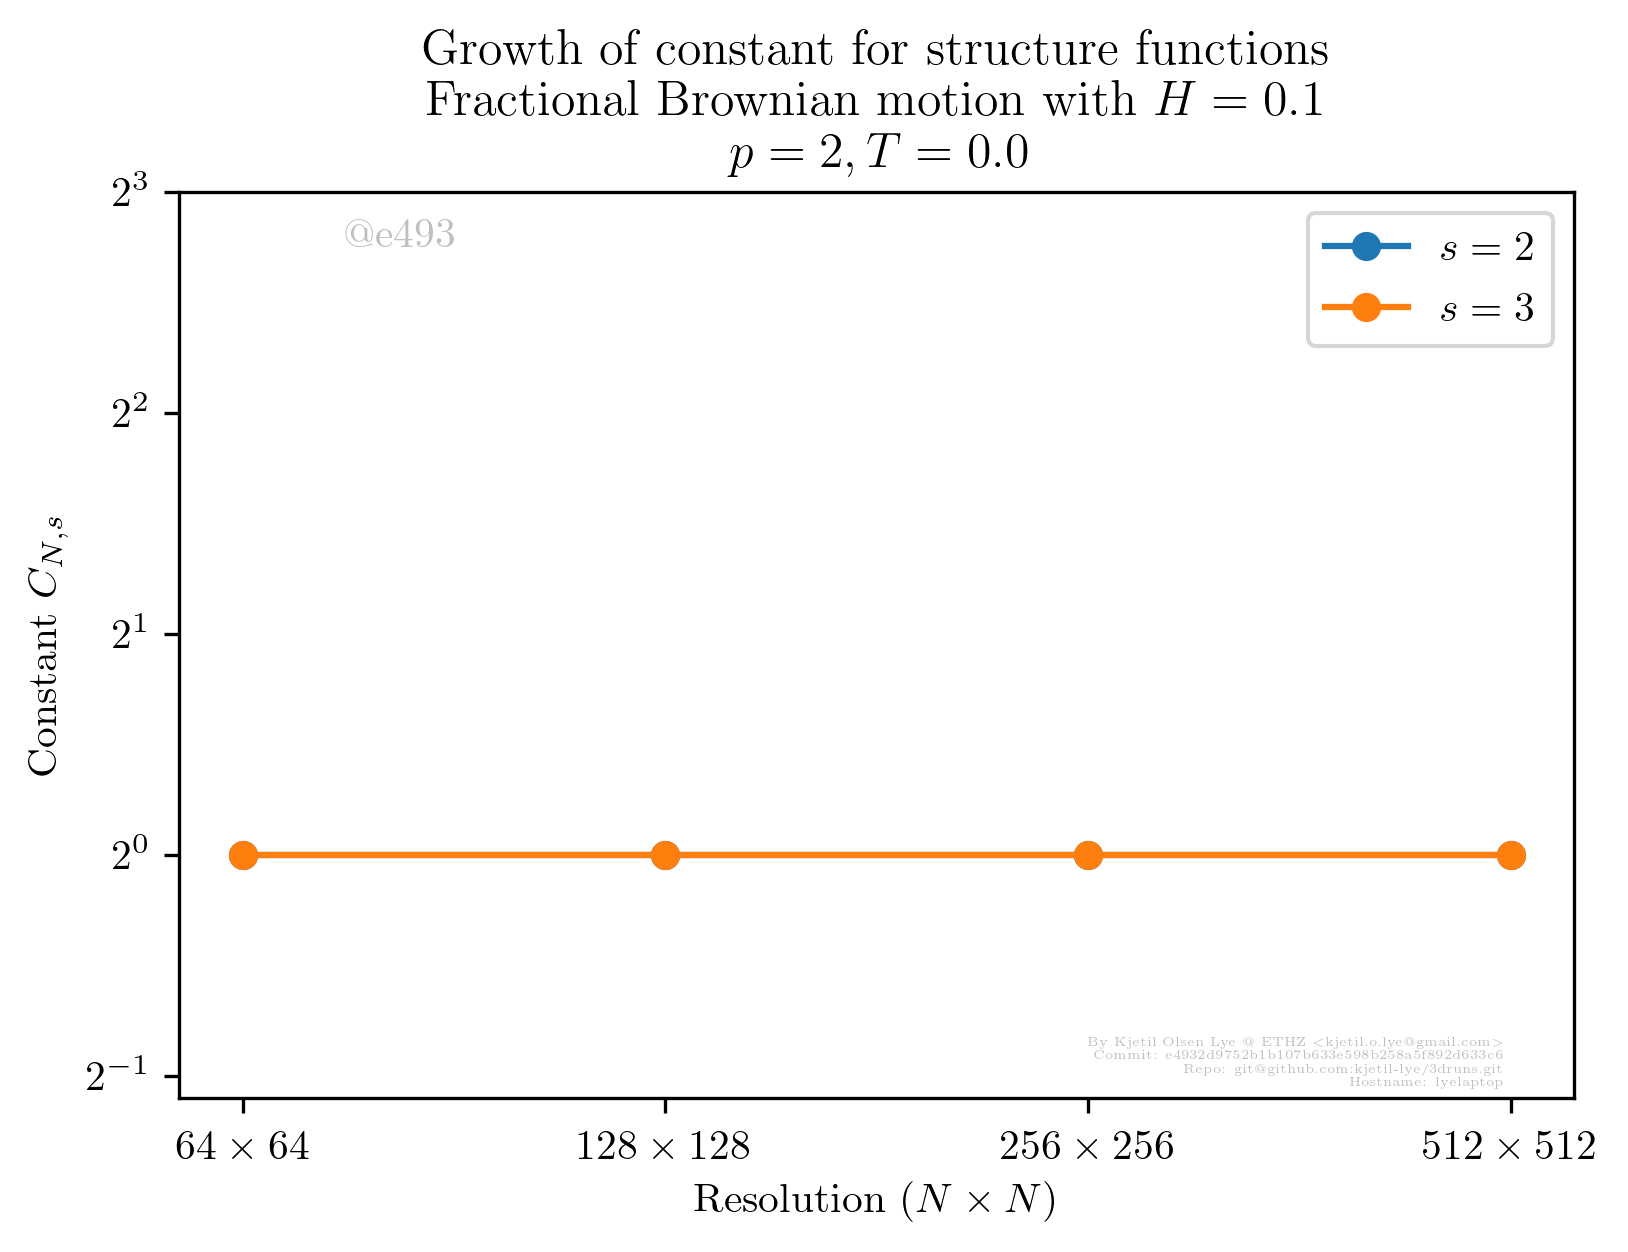 Growth of constant for structure functions
Fractional Brownian motion with H = 0.1
p = 2, T = 0.0
2^3
@e493
s = 2
s = 3
2^2
2^1
Constant C_{N,s}
2^0
2^{-1}
By Kjetil Olsen Lye @ ETHZ <kjetil.o.lye@gmail.com>
Commit: e4932d9752b1b107b633e598b258a5f892d633c6
Repo: git@github.com:kjetil-lye/3druns.git
Hostname: lyelaptop
64 × 64 128 × 128 256 × 256 512 × 512
Resolution (N × N)